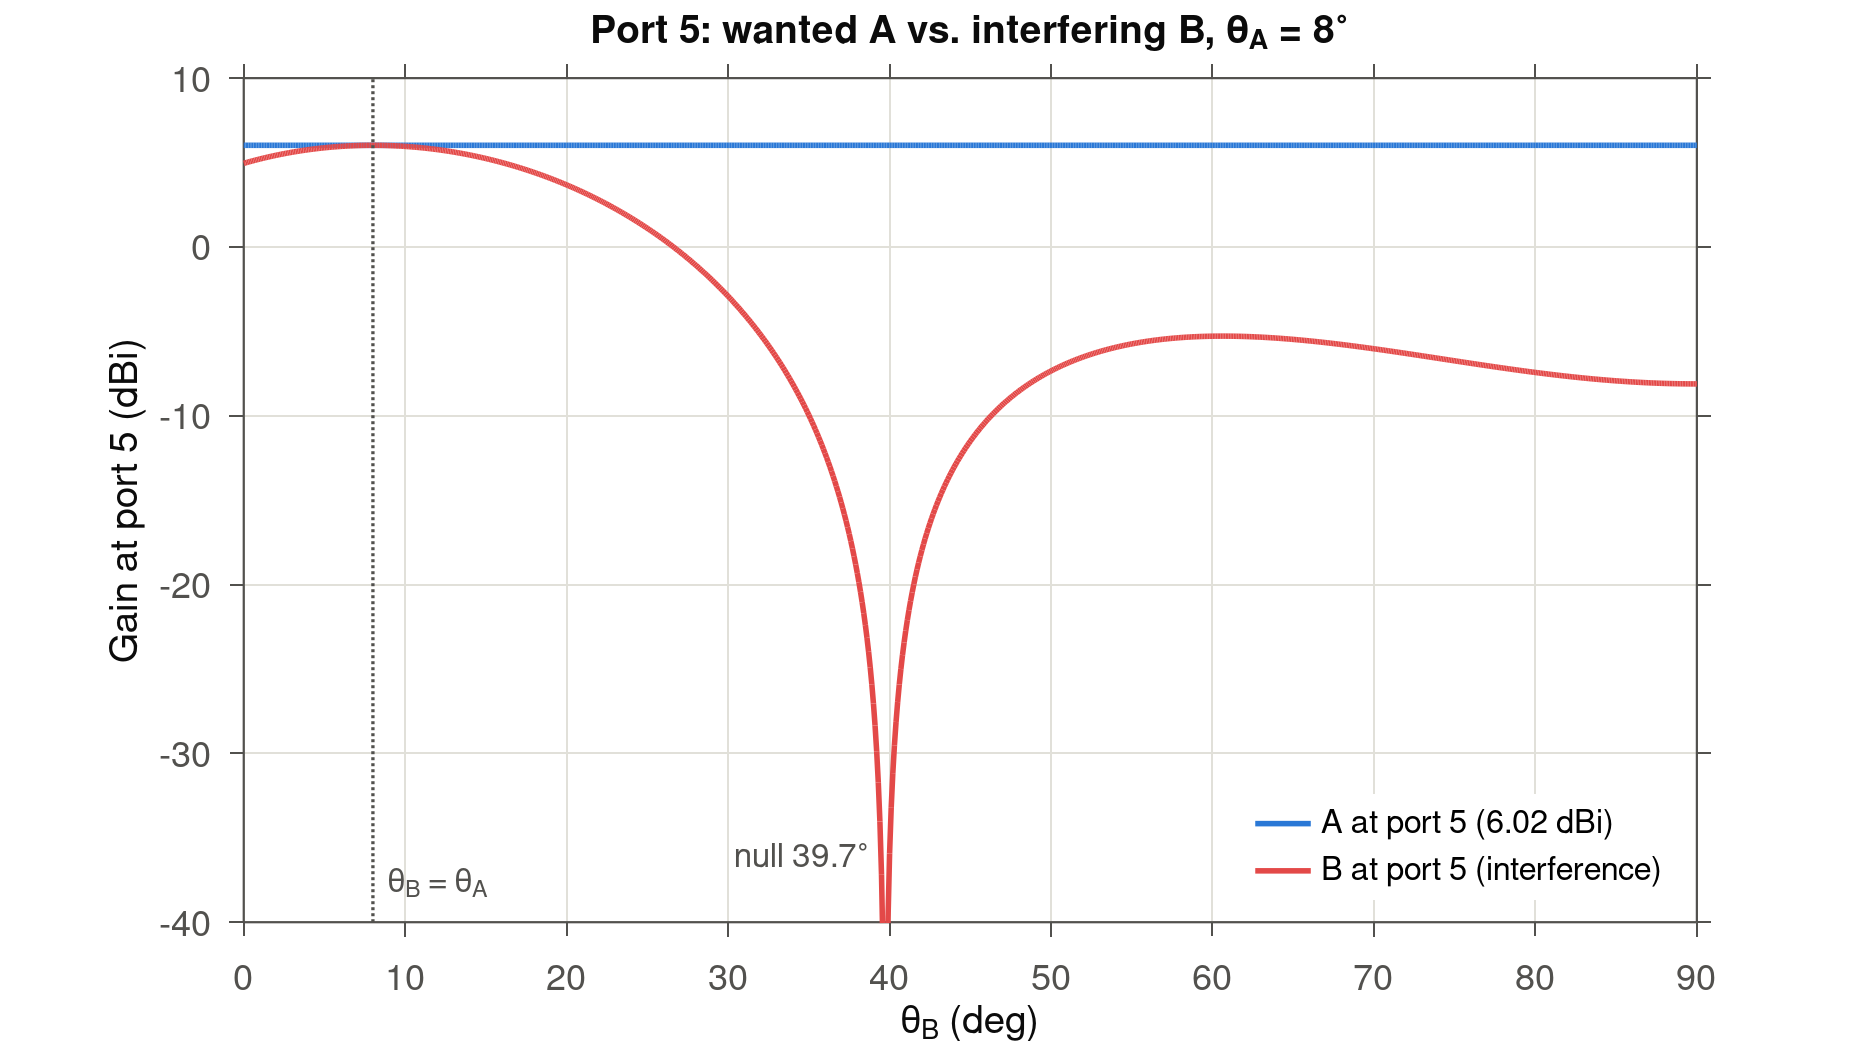 Port 5: wanted A vs. interfering B, θA = 8°
Gain at port 5 (dBi)
10
0
-10
-20
-30
-40
θB = θA
null 39.7°
A at port 5 (6.02 dBi)
B at port 5 (interference)
0 10 20 30 40 50 60 70 80 90
θB (deg)